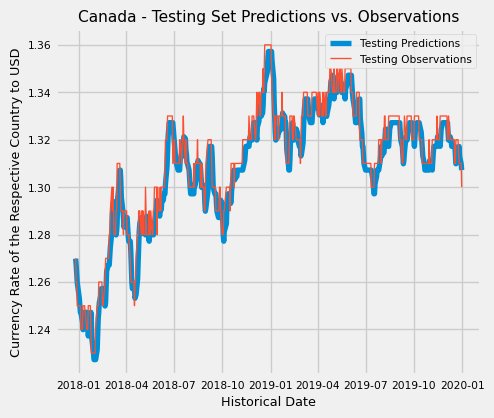 Canada - Testing Set Predictions vs. Observations
Testing Predictions
Testing Observations
Currency Rate of the Respective Country to USD
1.36
1.34
1.32
1.30
1.28
1.26
1.24
2018-01 2018-04 2018-07 2018-10 2019-01 2019-04 2019-07 2019-10 2020-01
Historical Date